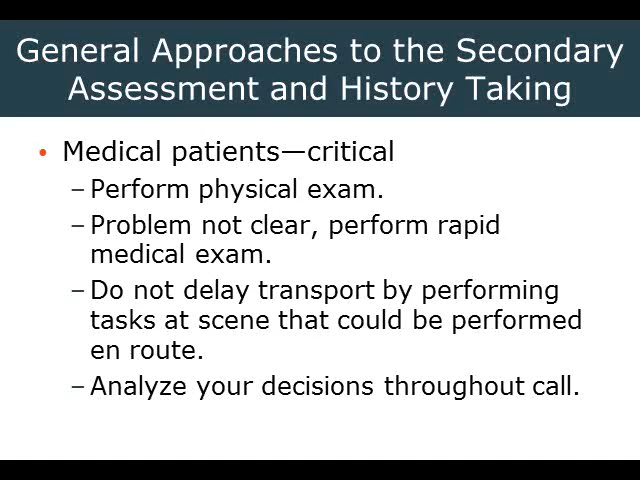 General Approaches to the Secondary
Assessment and History Taking
• Medical patients—critical
– Perform physical exam.
– Problem not clear, perform rapid
medical exam.
– Do not delay transport by performing
tasks at scene that could be performed
en route.
– Analyze your decisions throughout call.